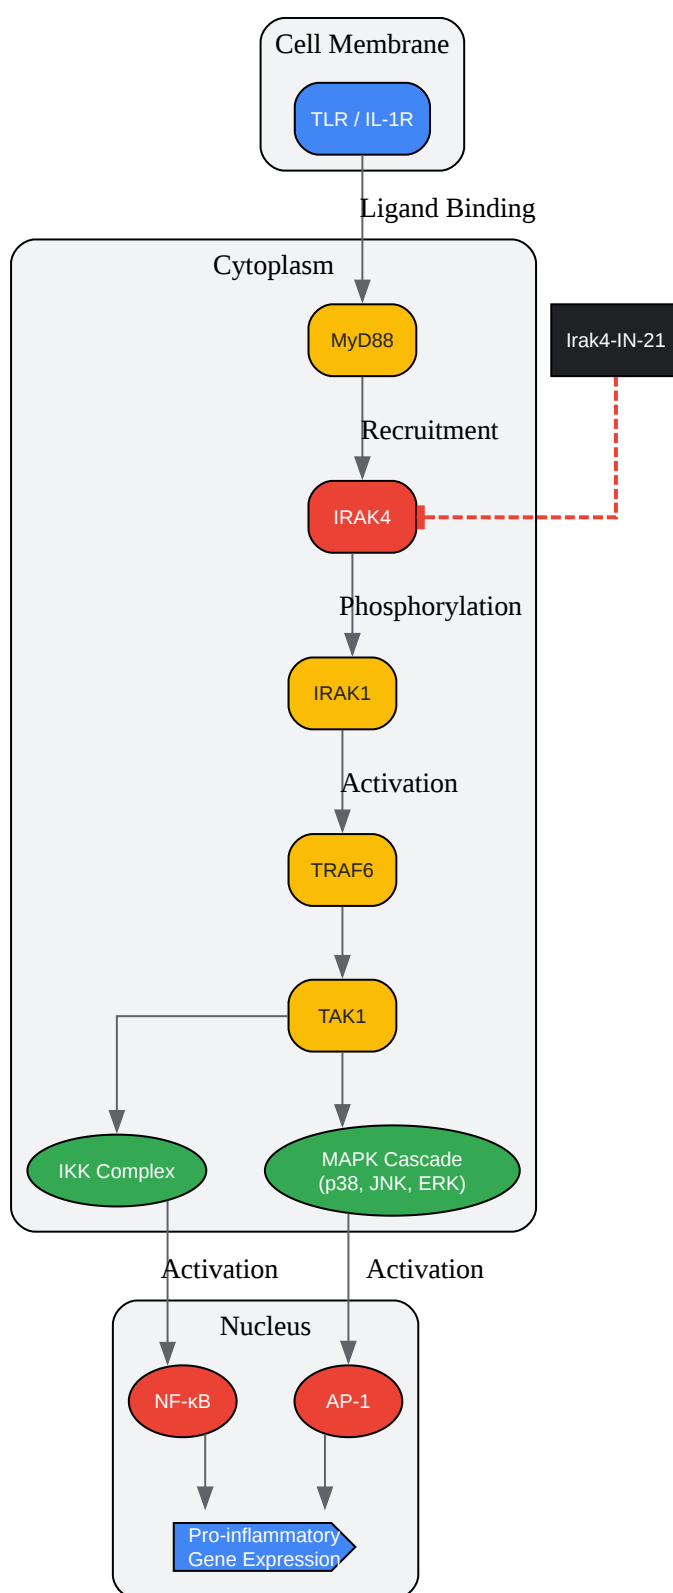 Cell Membrane
TLR / IL-1R
Ligand Binding
Cytoplasm
MyD88
Irak4-IN-21
Recruitment
IRAK4
Phosphorylation
IRAK1
Activation
TRAF6
TAK1
IKK Complex
MAPK Cascade
(p38, JNK, ERK)
Activation
Activation
Nucleus
NF-κB
AP-1
Pro-inflammatory
Gene Expression